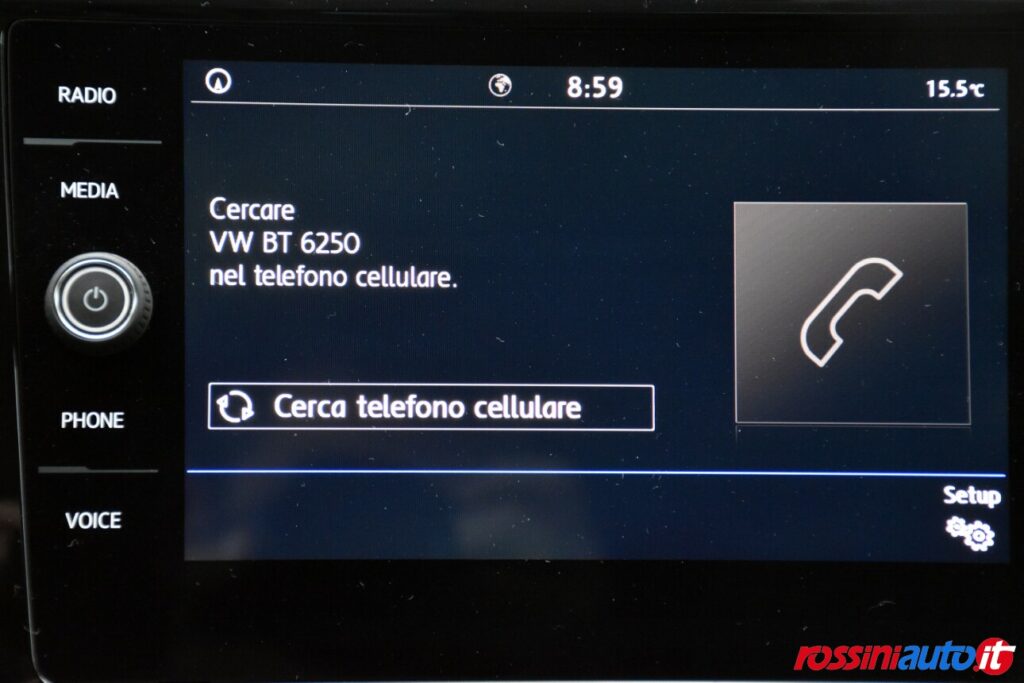 RADIO
8:59
15.5°C
MEDIA
Cercare
VW BT 6250
nel telefono cellulare.
Cerca telefono cellulare
PHONE
Setup
VOICE
rossiniauto.it